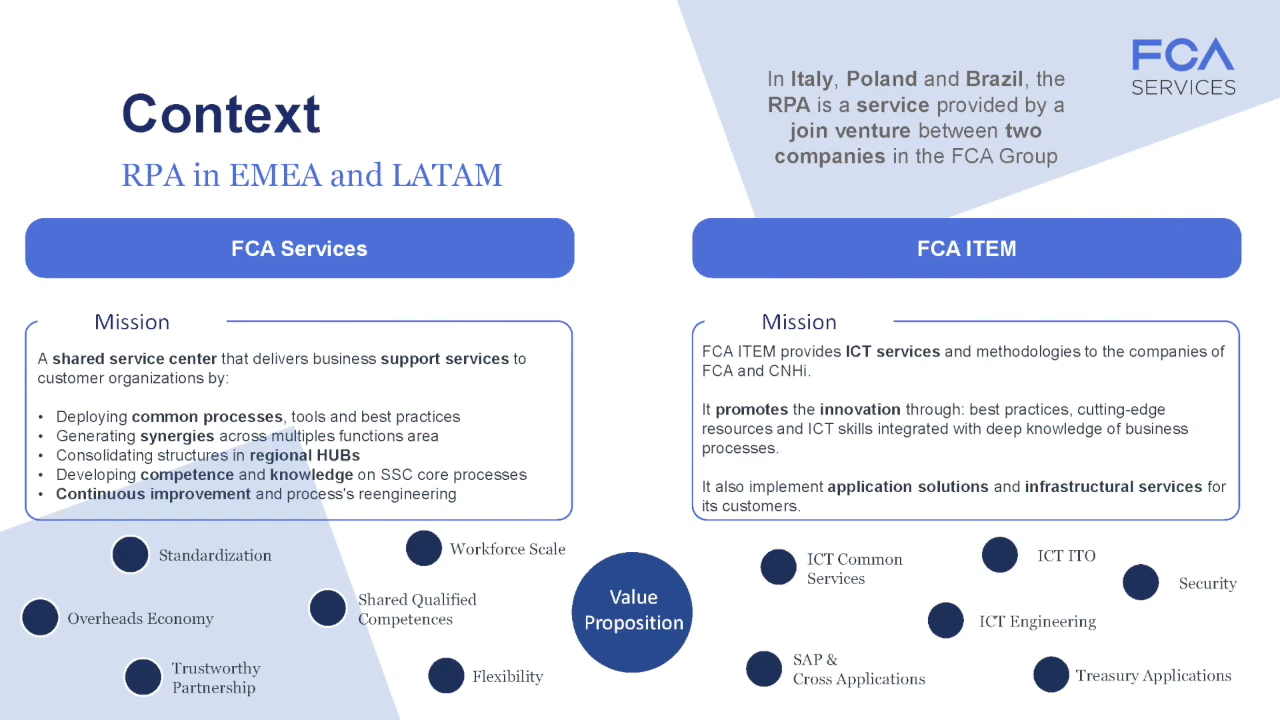 Context
RPA in EMEA and LATAM
In Italy, Poland and Brazil, the
RPA is a service provided by a
join venture between two
companies in the FCA Group
FCA
SERVICES
FCA Services
Mission
A shared service center that delivers business support services to
customer organizations by:
• Deploying common processes, tools and best practices
• Generating synergies across multiples functions area
• Consolidating structures in regional HUBs
• Developing competence and knowledge on SSC core processes
• Continuous improvement and process's reengineering
FCA ITEM
Mission
FCA ITEM provides ICT services and methodologies to the companies of
FCA and CNHi.
It promotes the innovation through: best practices, cutting-edge
resources and ICT skills integrated with deep knowledge of business
processes.
It also implement application solutions and infrastructural services for
its customers.
Standardization
Workforce Scale
Overheads Economy
Shared Qualified
Competences
Trustworthy
Partnership
Flexibility
Value
Proposition
ICT Common
Services
ICT ITO
Security
ICT Engineering
SAP &
Cross Applications
Treasury Applications